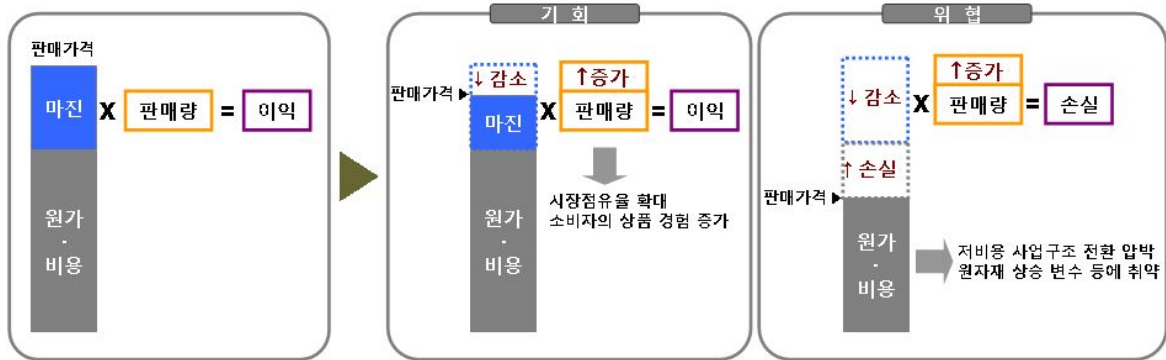 판매가격
마진
X 판매량 = 이익
원가
·
비용
기 회
↓감소
↑증가
판매가격
마진
X 판매량 = 이익
시장점유율 확대
소비자의 상품 경험 증가
원가
·
비용
위 협
↓감소
↑증가
X 판매량 = 손실
↑손실
판매가격
원가
·
비용
저비용 사업구조 전환 압박
원자재 상승 변수 등에 취약